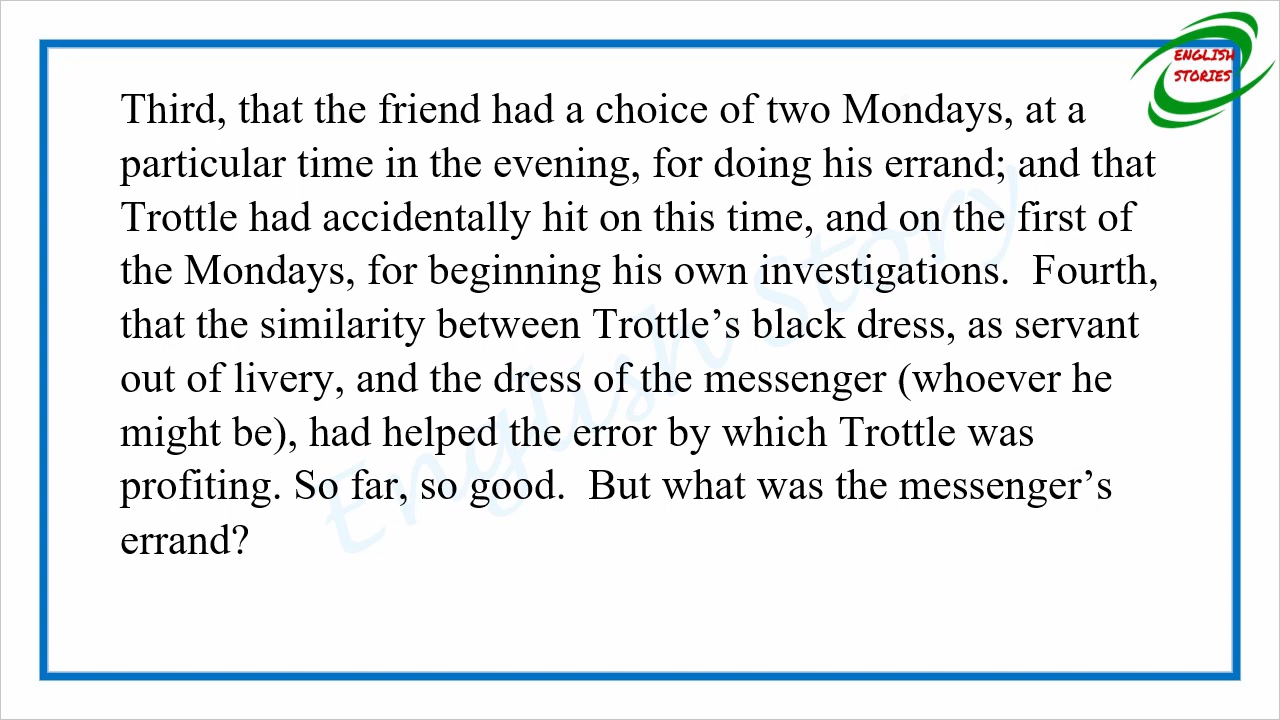 ENGLISH
STORIES
Third, that the friend had a choice of two Mondays, at a
particular time in the evening, for doing his errand; and that
Trottle had accidentally hit on this time, and on the first of
the Mondays, for beginning his own investigations.  Fourth,
that the similarity between Trottle’s black dress, as servant
out of livery, and the dress of the messenger (whoever he
might be), had helped the error by which Trottle was
profiting. So far, so good.  But what was the messenger’s
errand?
English Story